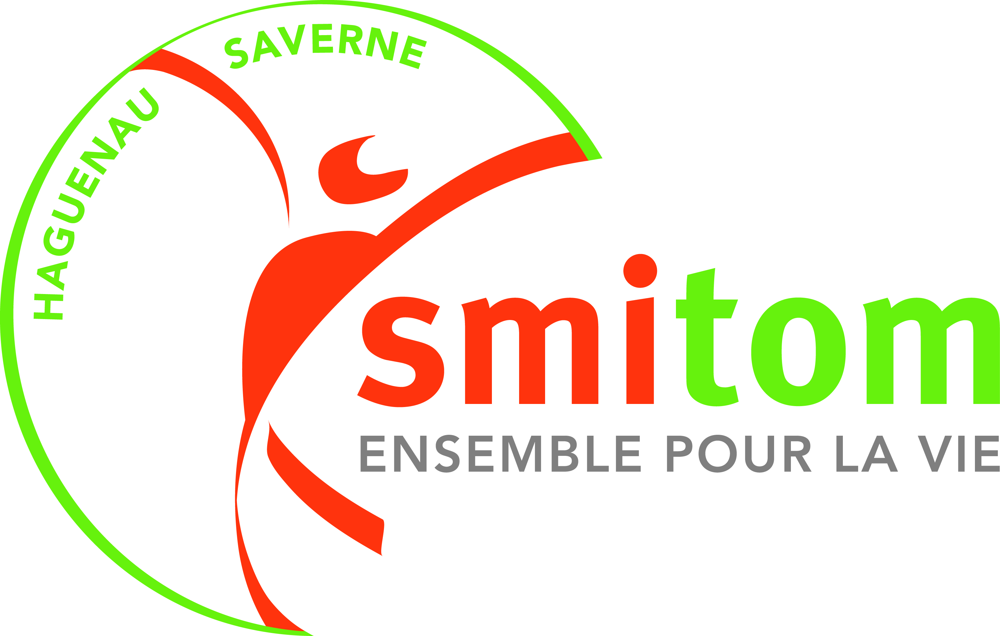 HAGUENAU
SAVERNE
smitom
ENSEMBLE POUR LA VIE